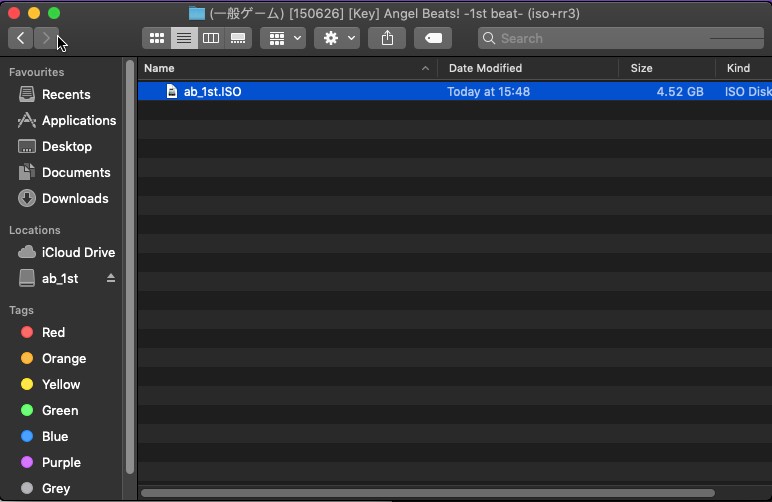 (一般ゲーム) [150626] [Key] Angel Beats! -1st beat- (iso+rr3)
Search
Favourites
Recents
Applications
Desktop
Documents
Downloads
Locations
iCloud Drive
ab_1st
Tags
Red
Orange
Yellow
Green
Blue
Purple
Grey
Name Date Modified Size Kind
ab_1st.ISO Today at 15:48 4.52 GB ISO Disk